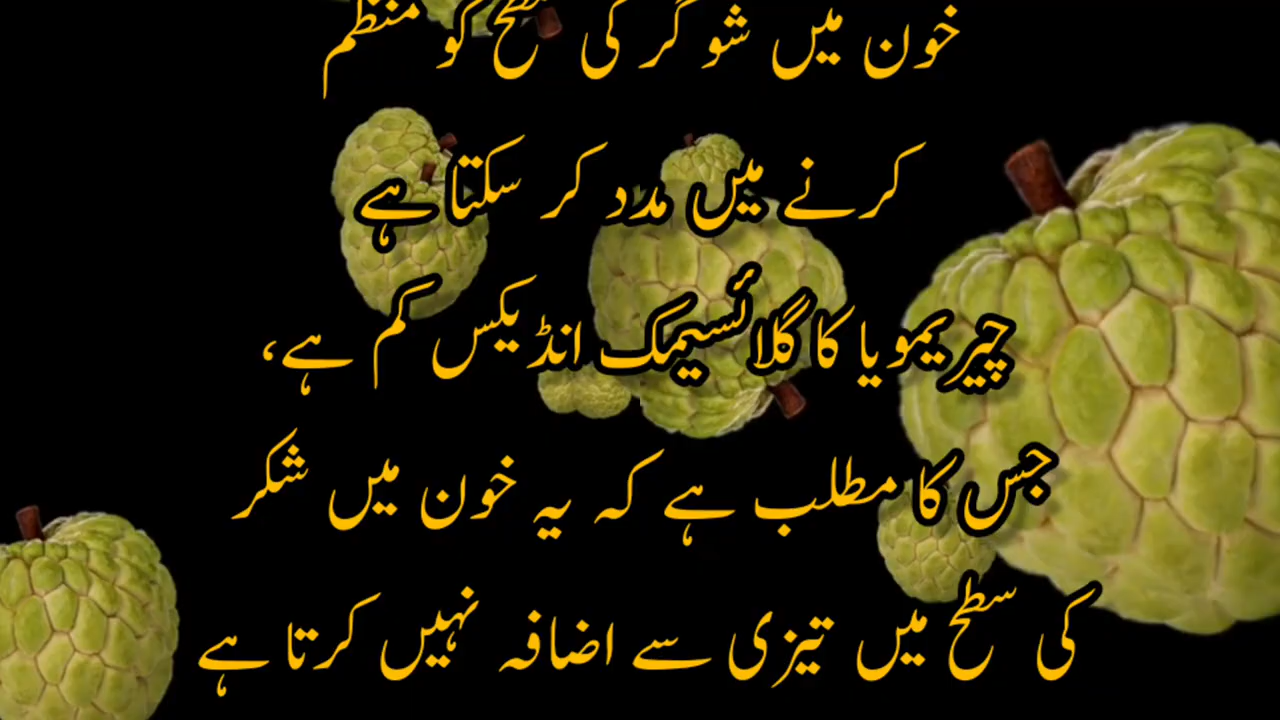 خون میں شوگر کی سطح کو منظم
کرنے میں مدد کر سکتا ہے
چیریمویا کا گلائسیمک انڈیکس کم ہے،
جس کا مطلب ہے کہ یہ خون میں شکر
کی سطح میں تیزی سے اضافہ نہیں کرتا ہے